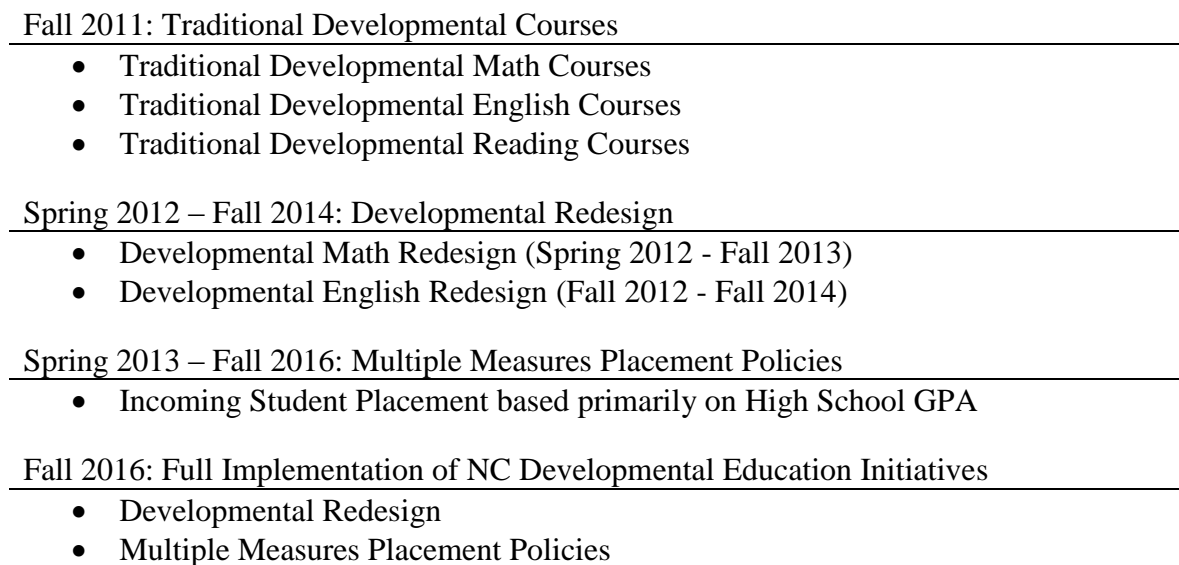 Fall 2011: Traditional Developmental Courses
• Traditional Developmental Math Courses
• Traditional Developmental English Courses
• Traditional Developmental Reading Courses
Spring 2012 – Fall 2014: Developmental Redesign
• Developmental Math Redesign (Spring 2012 - Fall 2013)
• Developmental English Redesign (Fall 2012 - Fall 2014)
Spring 2013 – Fall 2016: Multiple Measures Placement Policies
• Incoming Student Placement based primarily on High School GPA
Fall 2016: Full Implementation of NC Developmental Education Initiatives
• Developmental Redesign
• Multiple Measures Placement Policies